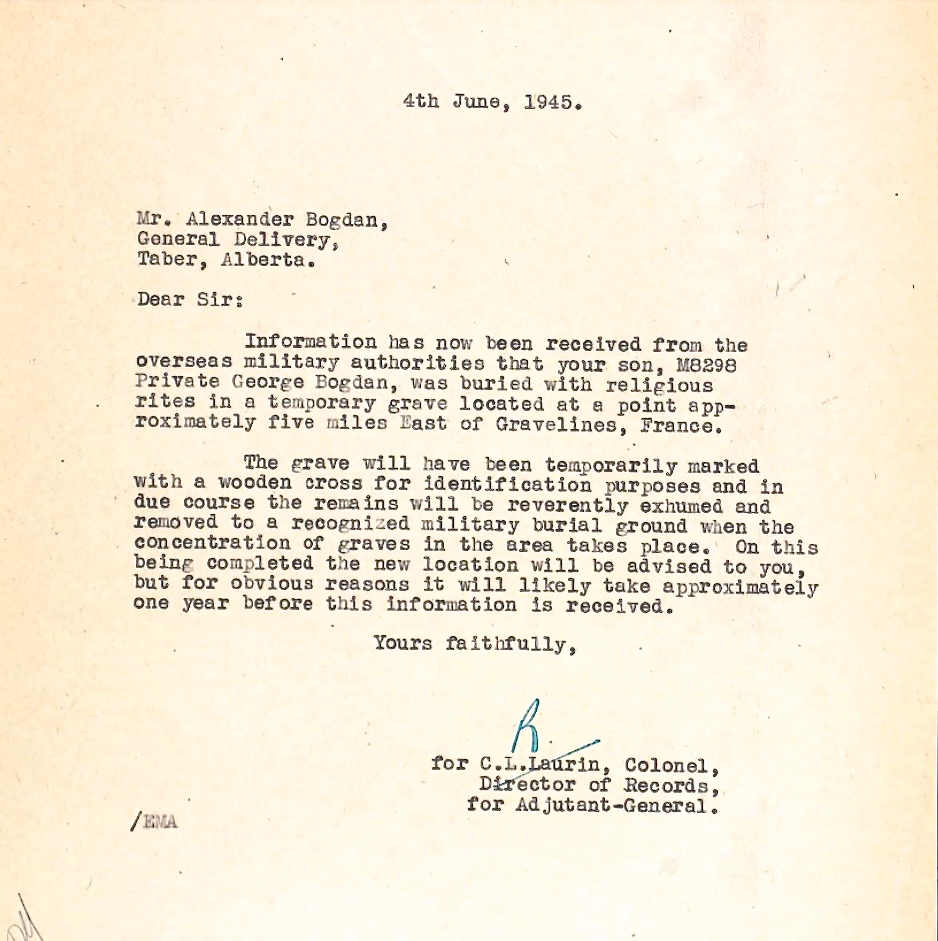 4th June, 1945.
Mr. Alexander Bogdan,
General Delivery,
Taber, Alberta.
Dear Sir:
Information has now been received from the
overseas military authorities that your son, M8298
Private George Bogdan, was buried with religious
rites in a temporary grave located at a point app-
roximately five miles East of Gravelines, France.
The grave will have been temporarily marked
with a wooden cross for identification purposes and in
due course the remains will be reverently exhumed and
removed to a recognized military burial ground when the
concentration of graves in the area takes place. On this
being completed the new location will be advised to you,
but for obvious reasons it will likely take approximately
one year before this information is received.
Yours faithfully,
R.
for C.L.Laurin, Colonel,
Director of Records,
for Adjutant-General.
/EMA